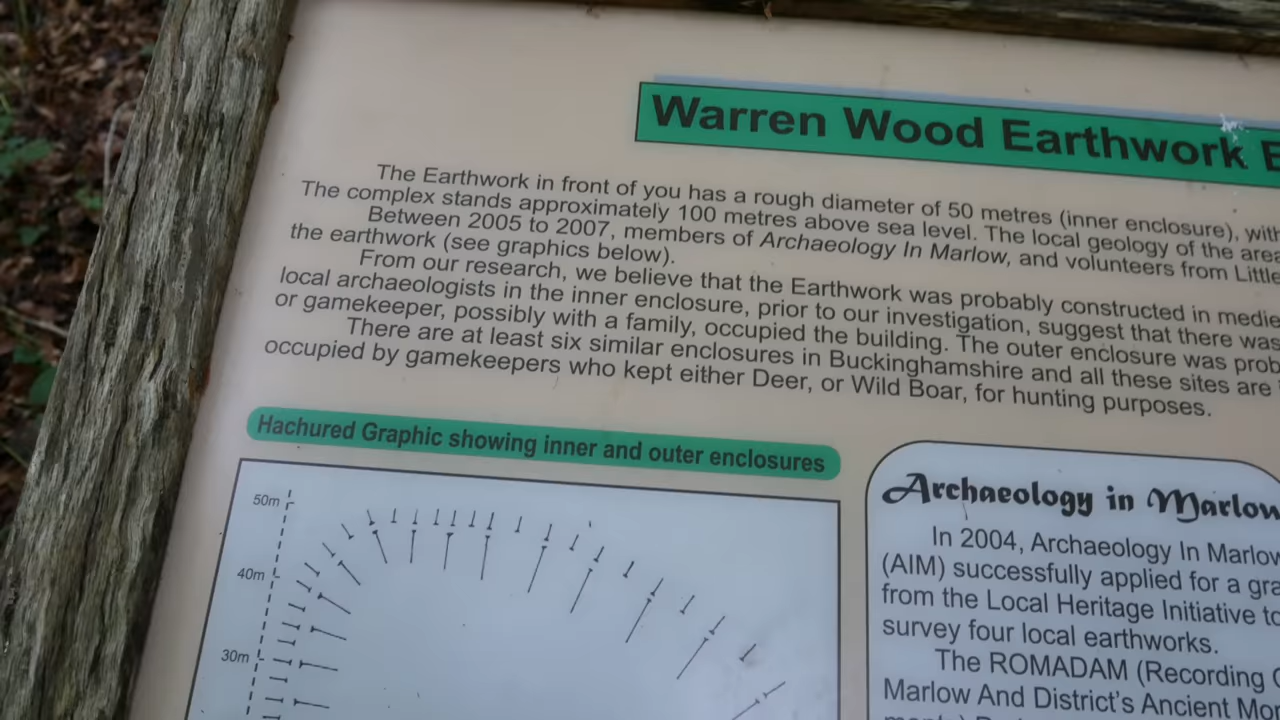 Warren Wood Earthwork
The Earthwork in front of you has a rough diameter of 50 metres (inner enclosure), with
The complex stands approximately 100 metres above sea level. The local geology of the area
Between 2005 to 2007, members of Archaeology In Marlow, and volunteers from Little
the earthwork (see graphics below).
From our research, we believe that the Earthwork was probably constructed in
local archaeologists in the inner enclosure, prior to our investigation, suggest that there was
or gamekeeper, possibly with a family, occupied the building. The outer enclosure was
There are at least six similar enclosures in Buckinghamshire and all these sites are
occupied by gamekeepers who kept either Deer, or Wild Boar, for hunting purposes.
Hachured Graphic showing inner and outer enclosures
50m
40m
30m
Archaeology in Marlow
In 2004, Archaeology In Marlow
(AIM) successfully applied for a
from the Local Heritage Initiative to
survey four local earthworks.
The ROMADAM (Recording
Marlow And District's Ancient